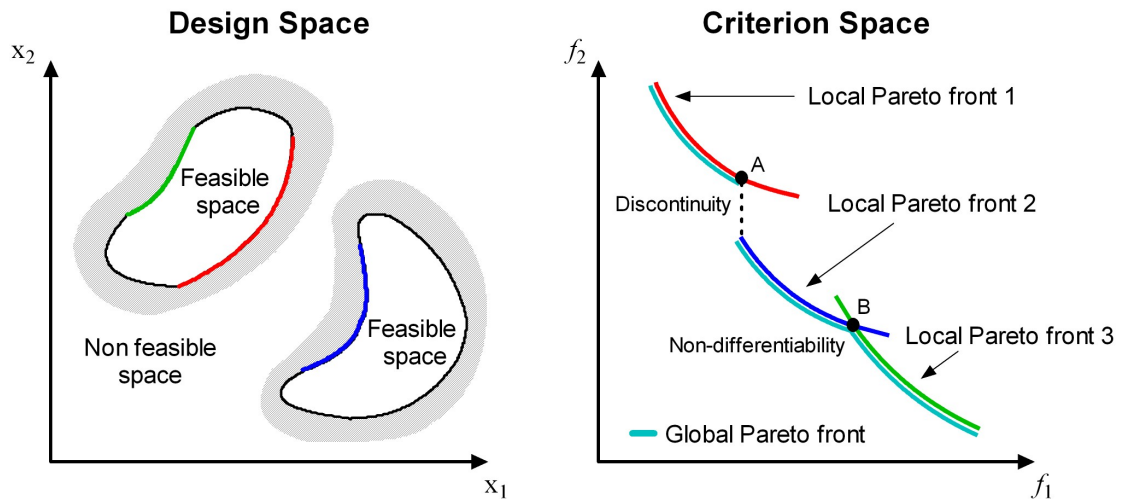 Design Space
x2
Feasible
space
Feasible
space
Non feasible
space
x1
Criterion Space
f2
Local Pareto front 1
A
Discontinuity
Local Pareto front 2
B
Non-differentiability
Local Pareto front 3
Global Pareto front
f1